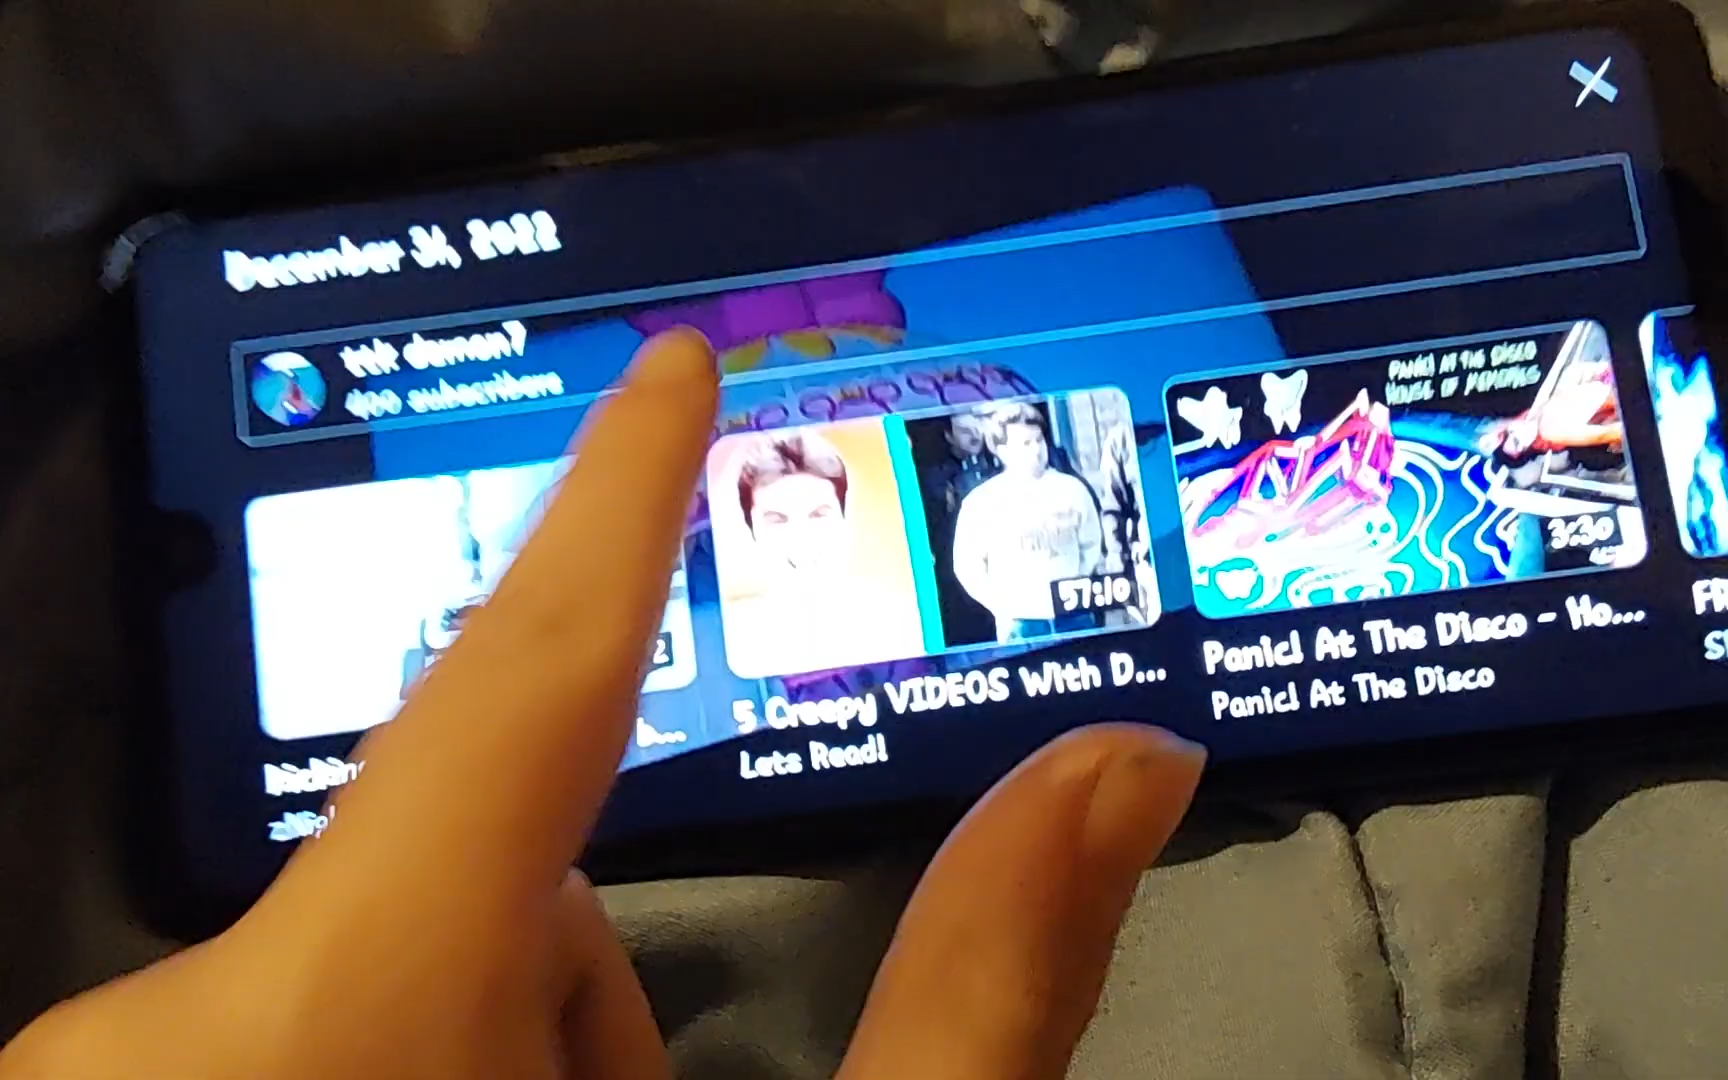 December 31, 2022
400 subscribers
57:10
PANIC! AT THE DISCO
HOUSE OF MEMORIES
3:30
5 Creepy VIDEOS With D...
Lets Read!
Panic! At The Disco - Ho...
Panic! At The Disco